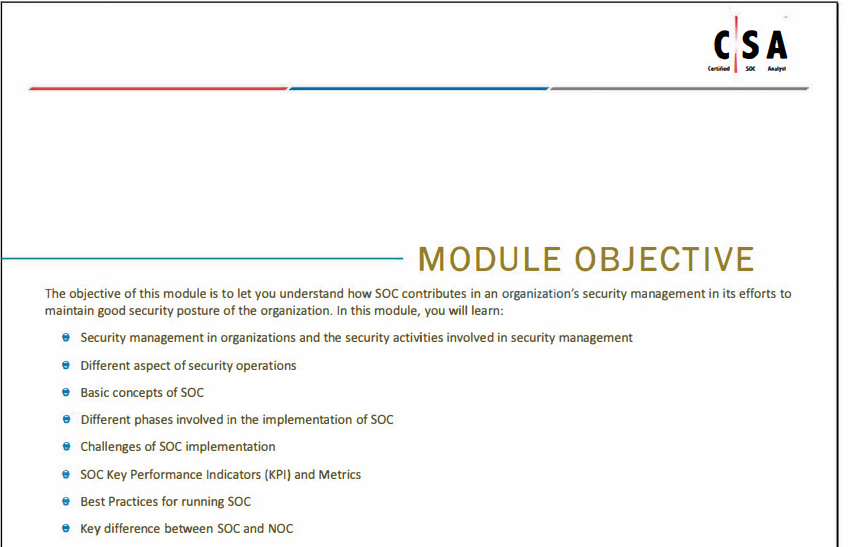 CSA
Certified SOC Analyst
MODULE OBJECTIVE
The objective of this module is to let you understand how SOC contributes in an organization's security management in its efforts to
maintain good security posture of the organization. In this module, you will learn:
Security management in organizations and the security activities involved in security management
Different aspect of security operations
Basic concepts of SOC
Different phases involved in the implementation of SOC
Challenges of SOC implementation
SOC Key Performance Indicators (KPI) and Metrics
Best Practices for running SOC
Key difference between SOC and NOC